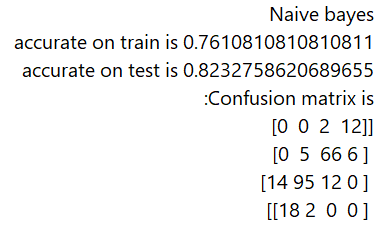 Naive bayes
accurate on train is 0.7610810810810811
accurate on test is 0.8232758620689655
:Confusion matrix is
[0 0 2 12]]
[0 5 66 6 ]
[14 95 12 0 ]
[[18 2 0 0 ]